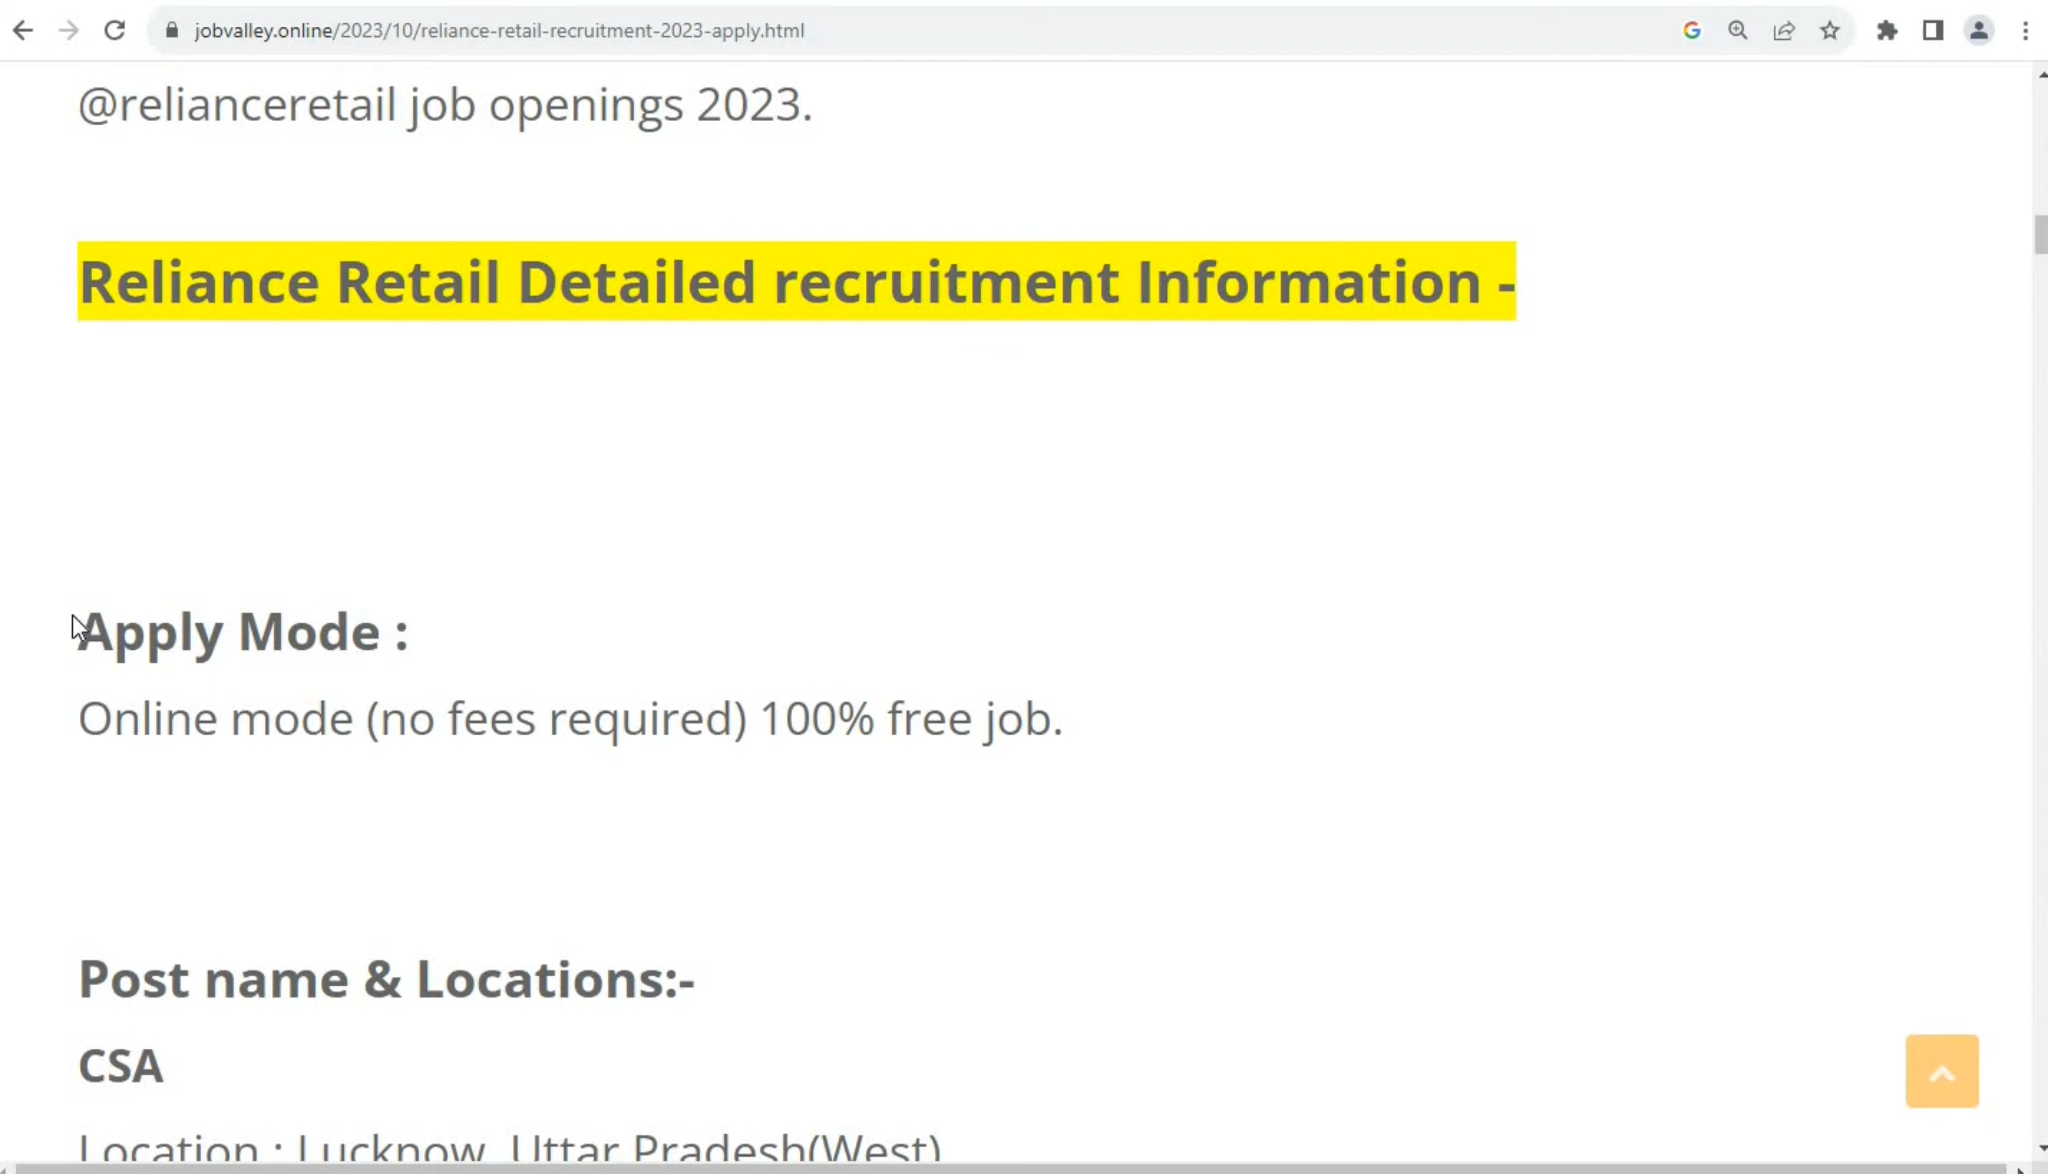 jobvalley.online/2023/10/reliance-retail-recruitment-2023-apply.html
@relianceretail job openings 2023.
Reliance Retail Detailed recruitment Information -
Apply Mode :
Online mode (no fees required) 100% free job.
Post name & Locations:-
CSA
Location : Lucknow, Uttar Pradesh(West)